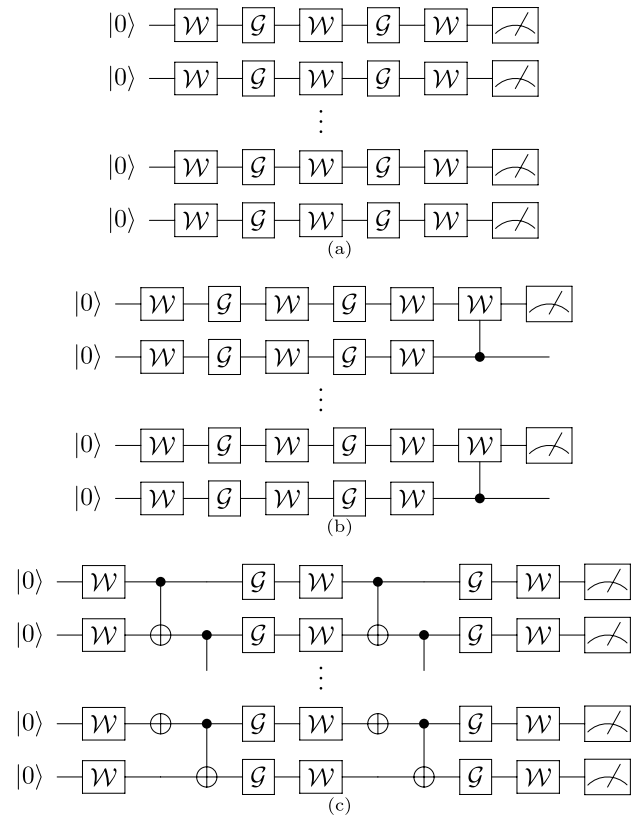 |0⟩ 𝒲 𝒢 𝒲 𝒢 𝒲
|0⟩ 𝒲 𝒢 𝒲 𝒢 𝒲
⋮
|0⟩ 𝒲 𝒢 𝒲 𝒢 𝒲
|0⟩ 𝒲 𝒢 𝒲 𝒢 𝒲
(a)
|0⟩ 𝒲 𝒢 𝒲 𝒢 𝒲 𝒲
|0⟩ 𝒲 𝒢 𝒲 𝒢 𝒲
⋮
|0⟩ 𝒲 𝒢 𝒲 𝒢 𝒲 𝒲
|0⟩ 𝒲 𝒢 𝒲 𝒢 𝒲
(b)
|0⟩ 𝒲 𝒢 𝒲 𝒢 𝒲
|0⟩ 𝒲 𝒢 𝒲 𝒢 𝒲
⋮
|0⟩ 𝒲 𝒢 𝒲 𝒢 𝒲
|0⟩ 𝒲 𝒢 𝒲 𝒢 𝒲
(c)